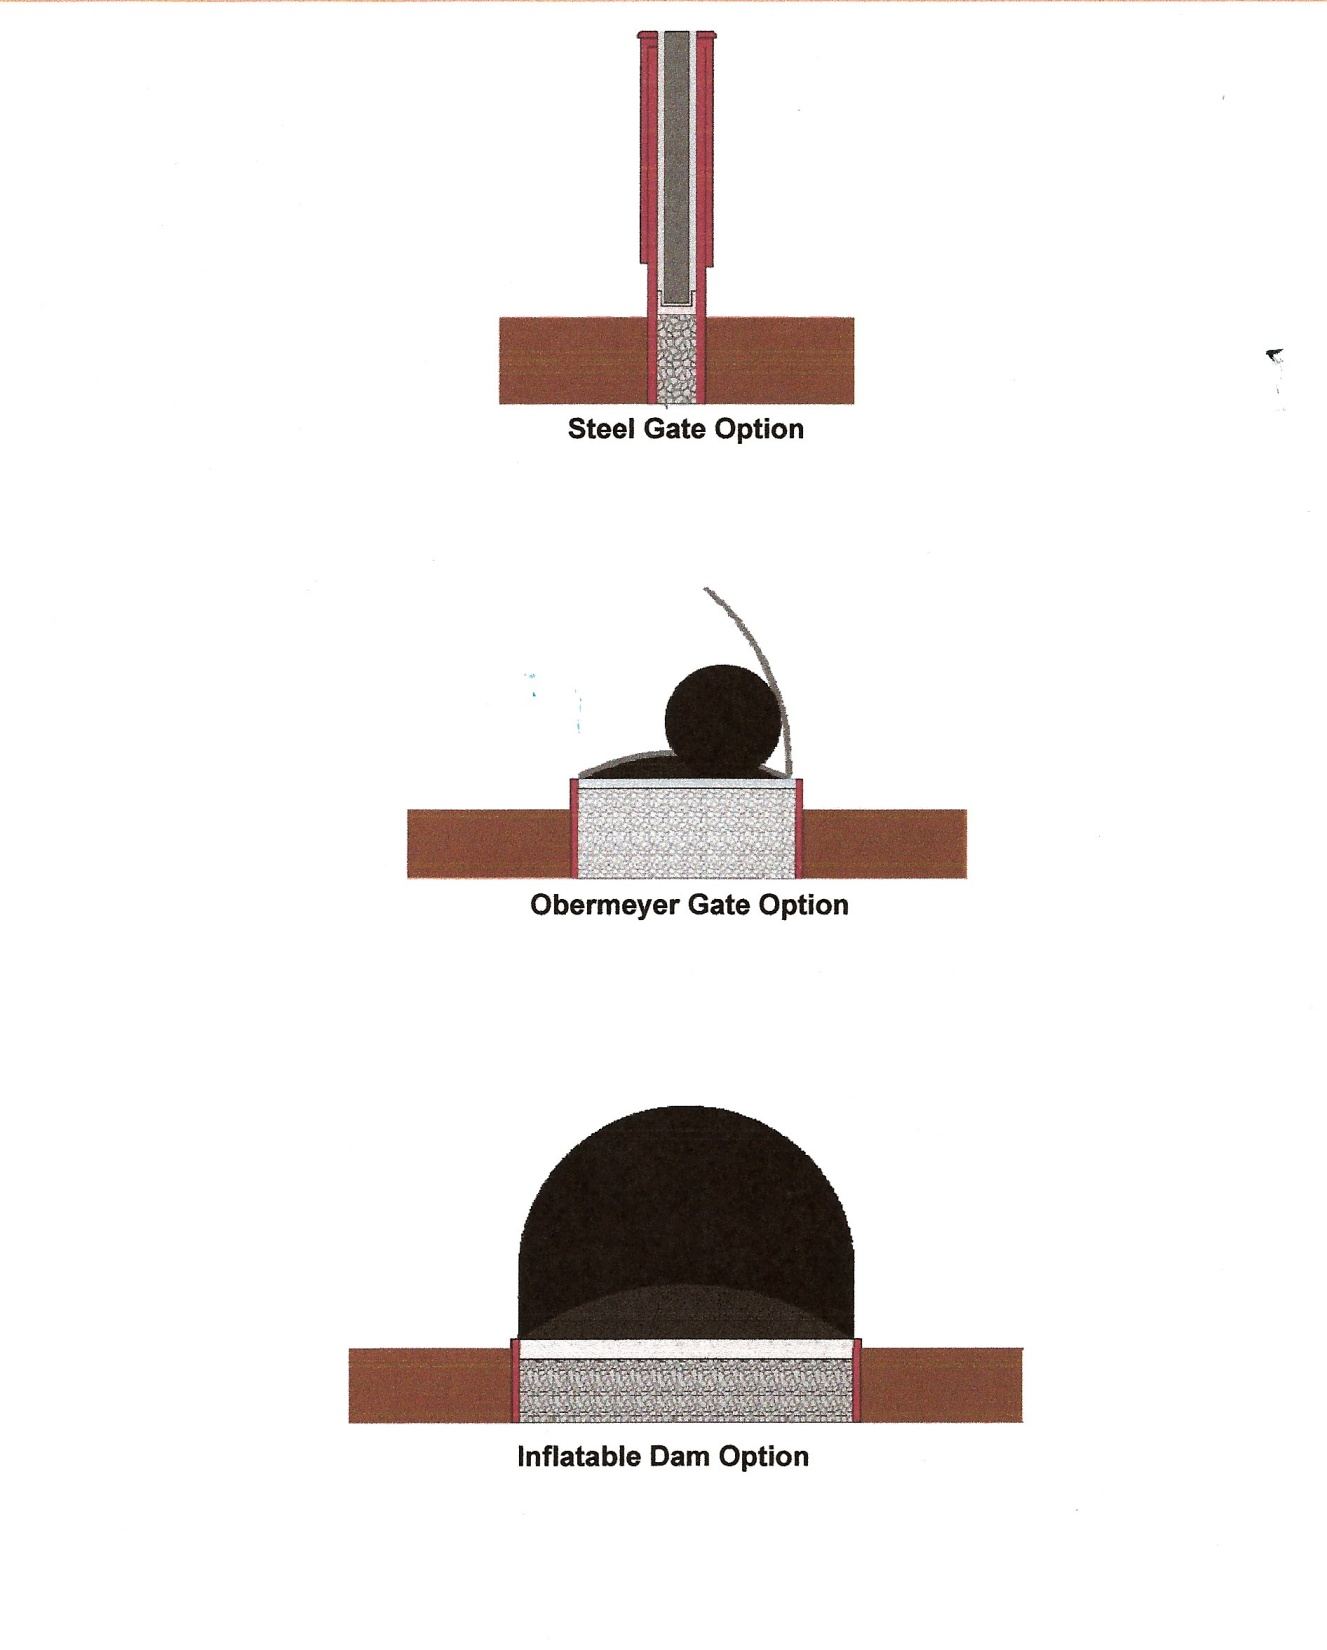 Steel Gate Option
Obermeyer Gate Option
Inflatable Dam Option